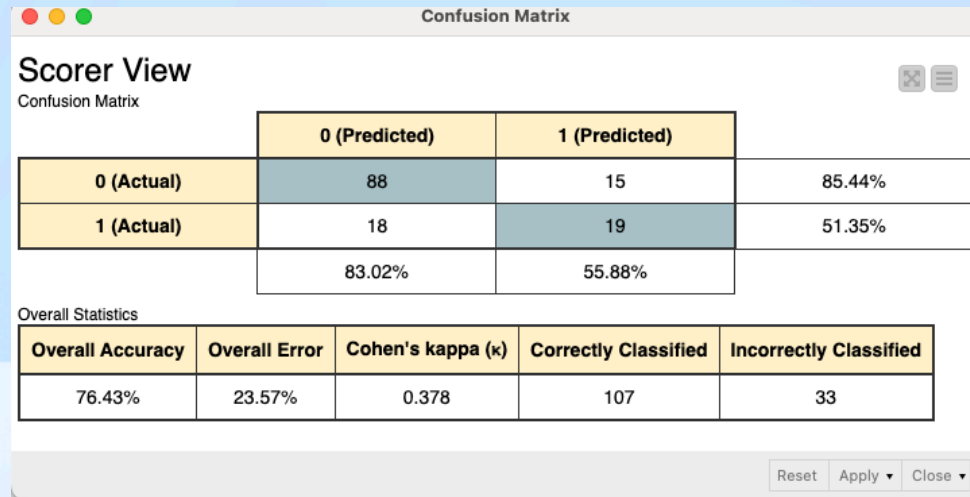 Confusion Matrix
Scorer View
Confusion Matrix
0 (Predicted) 1 (Predicted)
0 (Actual) 88 15 85.44%
1 (Actual) 18 19 51.35%
83.02% 55.88%
Overall Statistics
Overall Accuracy Overall Error Cohen's kappa (κ) Correctly Classified Incorrectly Classified
76.43% 23.57% 0.378 107 33
Reset Apply Close